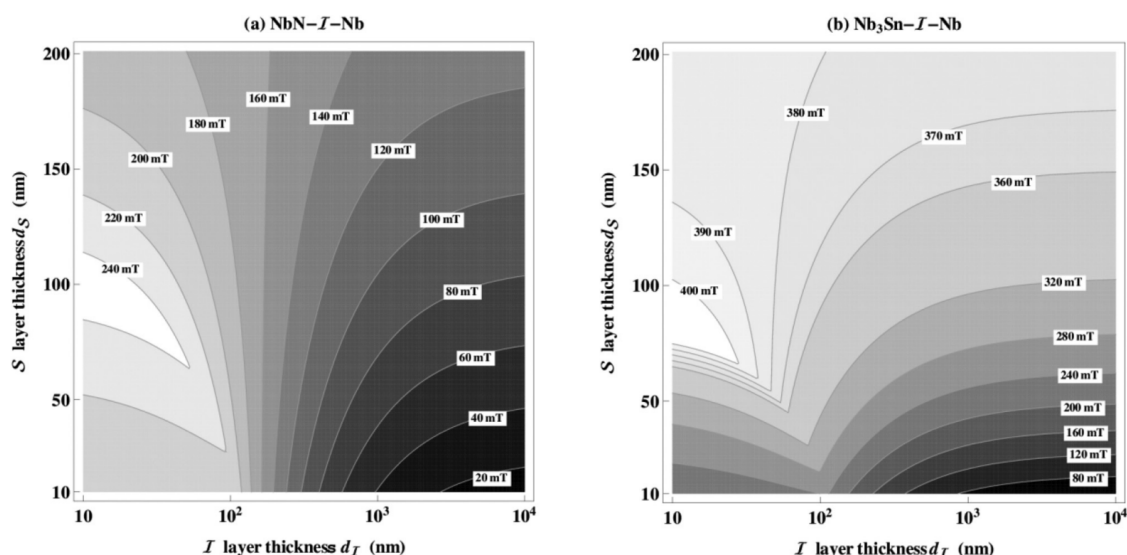 (a) NbN−I−Nb
200
150
100
50
10
S layer thickness d_S (nm)
160 mT
180 mT
140 mT
200 mT
120 mT
220 mT
100 mT
240 mT
80 mT
60 mT
40 mT
20 mT
10
10²
10³
10⁴
I layer thickness d_I (nm)
(b) Nb₃Sn−I−Nb
200
150
100
50
10
S layer thickness d_S (nm)
380 mT
370 mT
360 mT
390 mT
400 mT
320 mT
280 mT
240 mT
200 mT
160 mT
120 mT
80 mT
10
10²
10³
10⁴
I layer thickness d_I (nm)